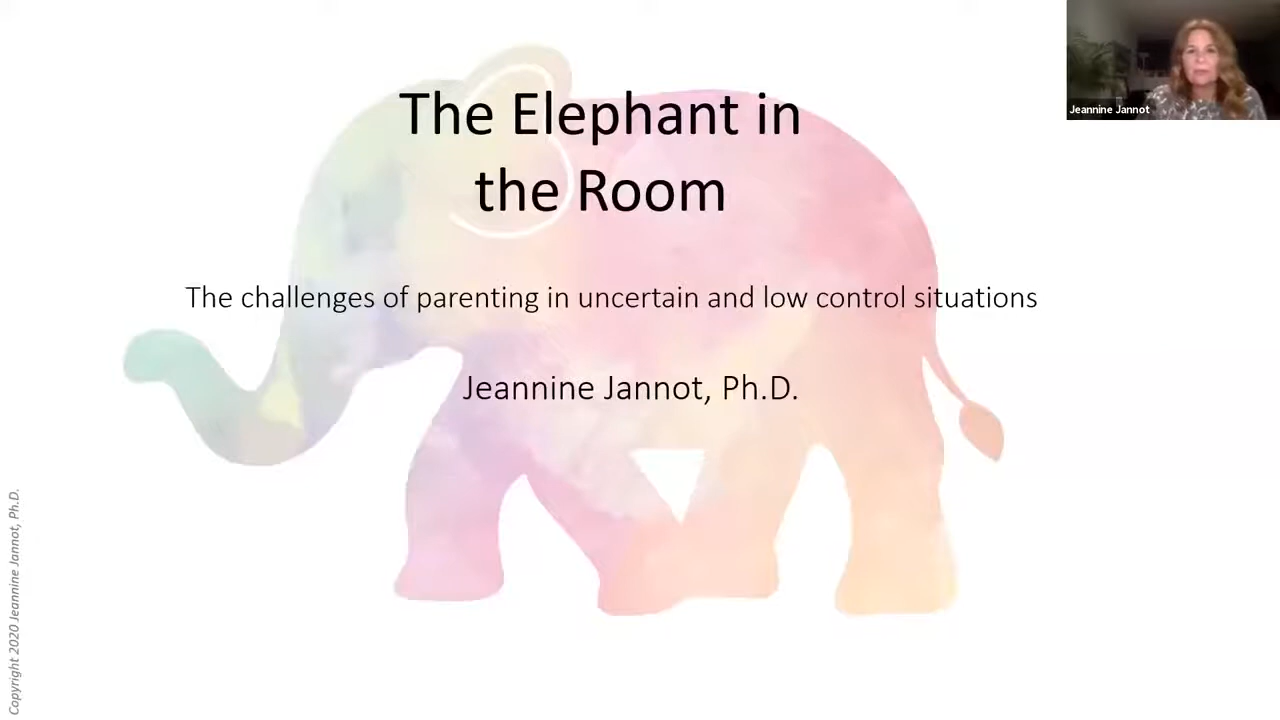 The Elephant in
the Room
The challenges of parenting in uncertain and low control situations
Jeannine Jannot, Ph.D.
Jeannine Jannot
Copyright 2020 Jeannine Jannot, Ph.D.